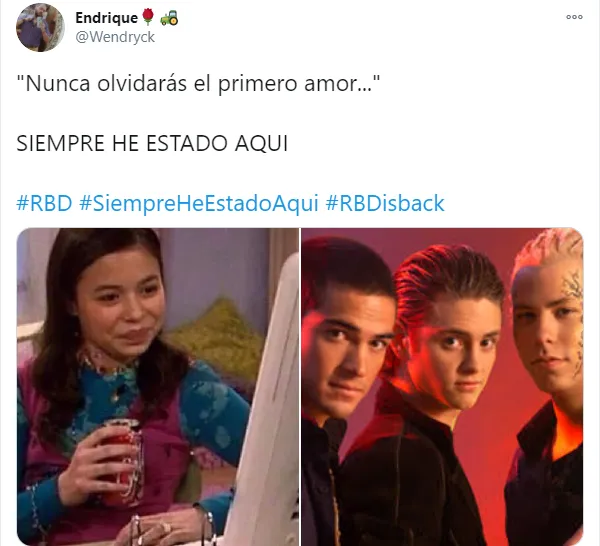 Endrique🌹🚜
@Wendryck
"Nunca olvidarás el primero amor..."
SIEMPRE HE ESTADO AQUI
#RBD #SiempreHeEstadoAqui #RBDisback